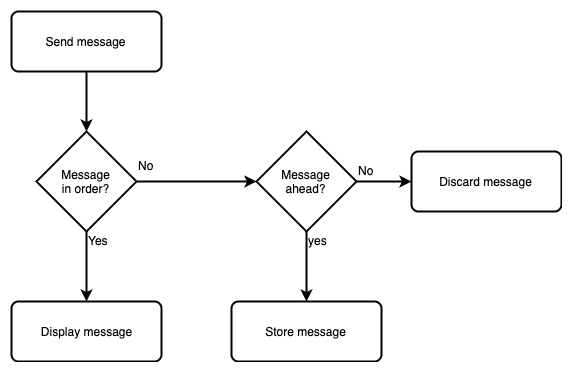 Send message
Message
in order?
No
Message
ahead?
No
Discard message
Yes
yes
Display message
Store message